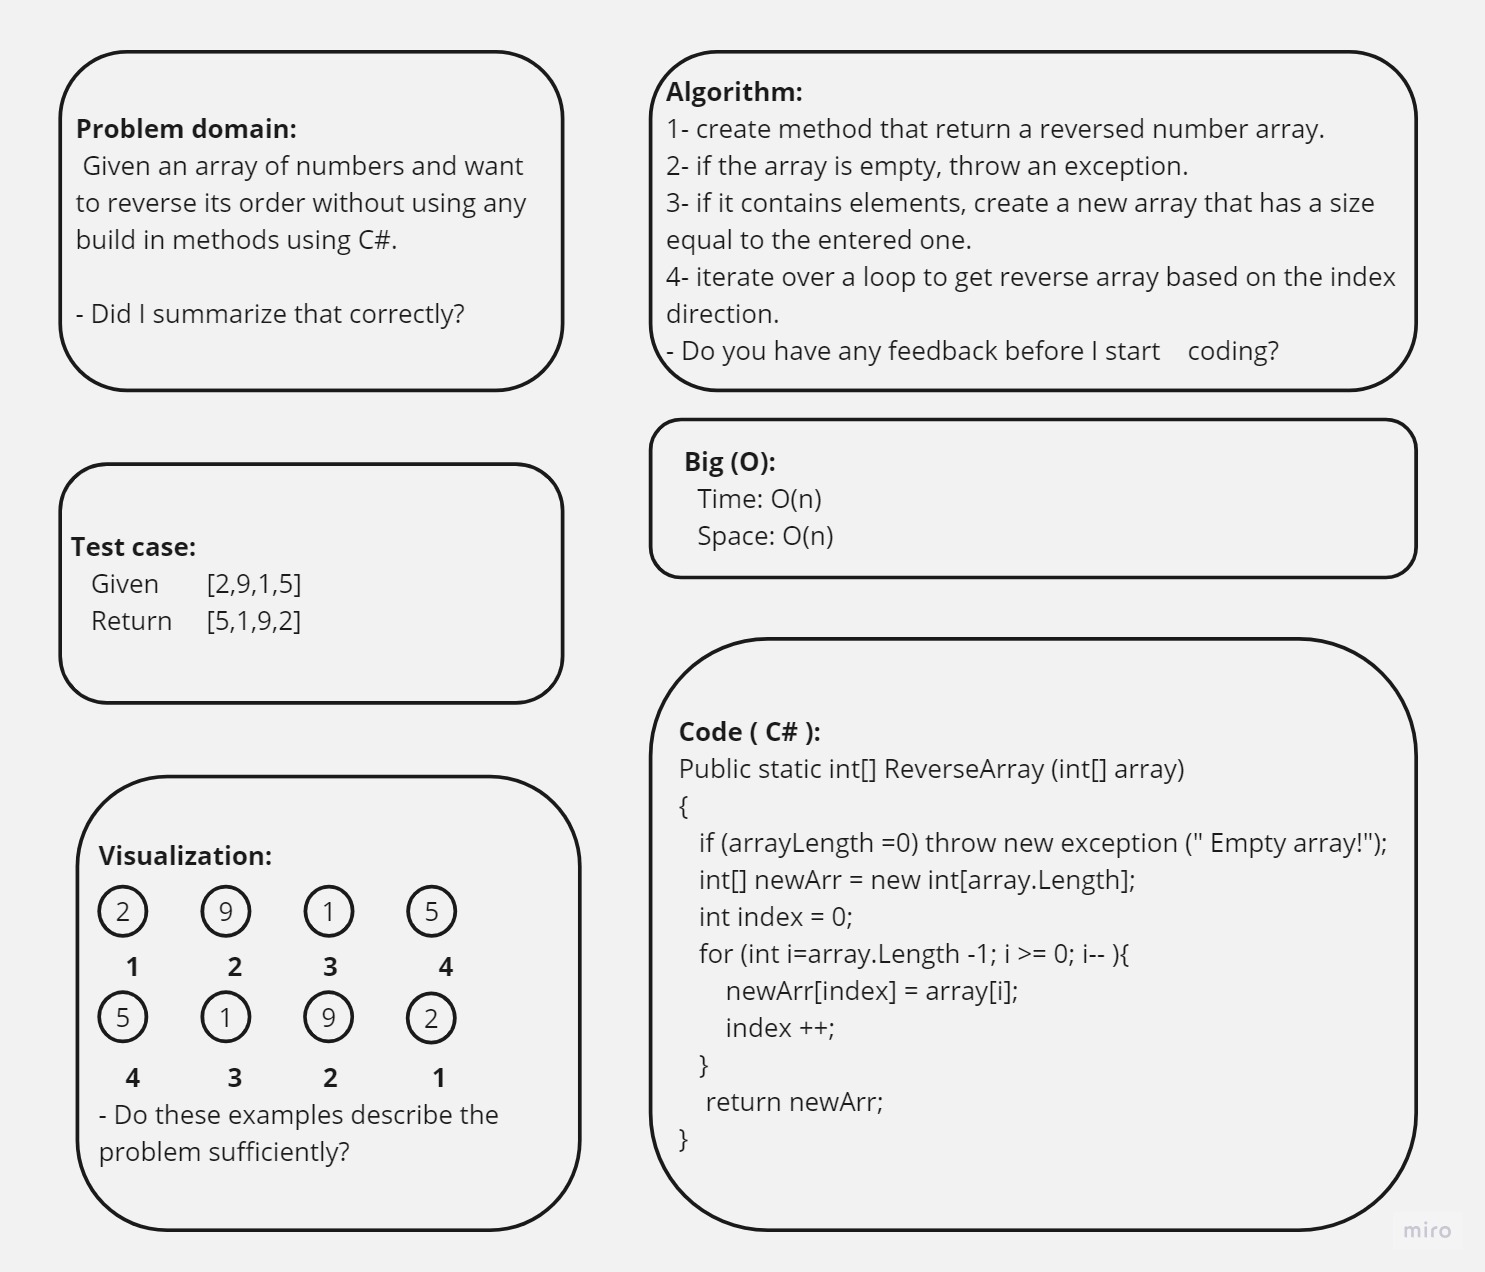 Problem domain:
Given an array of numbers and want
to reverse its order without using any
build in methods using C#.
- Did I summarize that correctly?
Test case:
Given [2,9,1,5]
Return [5,1,9,2]
Visualization:
2 9 1 5
1 2 3 4
5 1 9 2
4 3 2 1
- Do these examples describe the
problem sufficiently?
Algorithm:
1- create method that return a reversed number array.
2- if the array is empty, throw an exception.
3- if it contains elements, create a new array that has a size
equal to the entered one.
4- iterate over a loop to get reverse array based on the index
direction.
- Do you have any feedback before I start coding?
Big (O):
Time: O(n)
Space: O(n)
Code ( C# ):
Public static int[] ReverseArray (int[] array)
{
if (arrayLength =0) throw new exception (" Empty array!");
int[] newArr = new int[array.Length];
int index = 0;
for (int i=array.Length -1; i >= 0; i-- ){
newArr[index] = array[i];
index ++;
}
return newArr;
}
miro